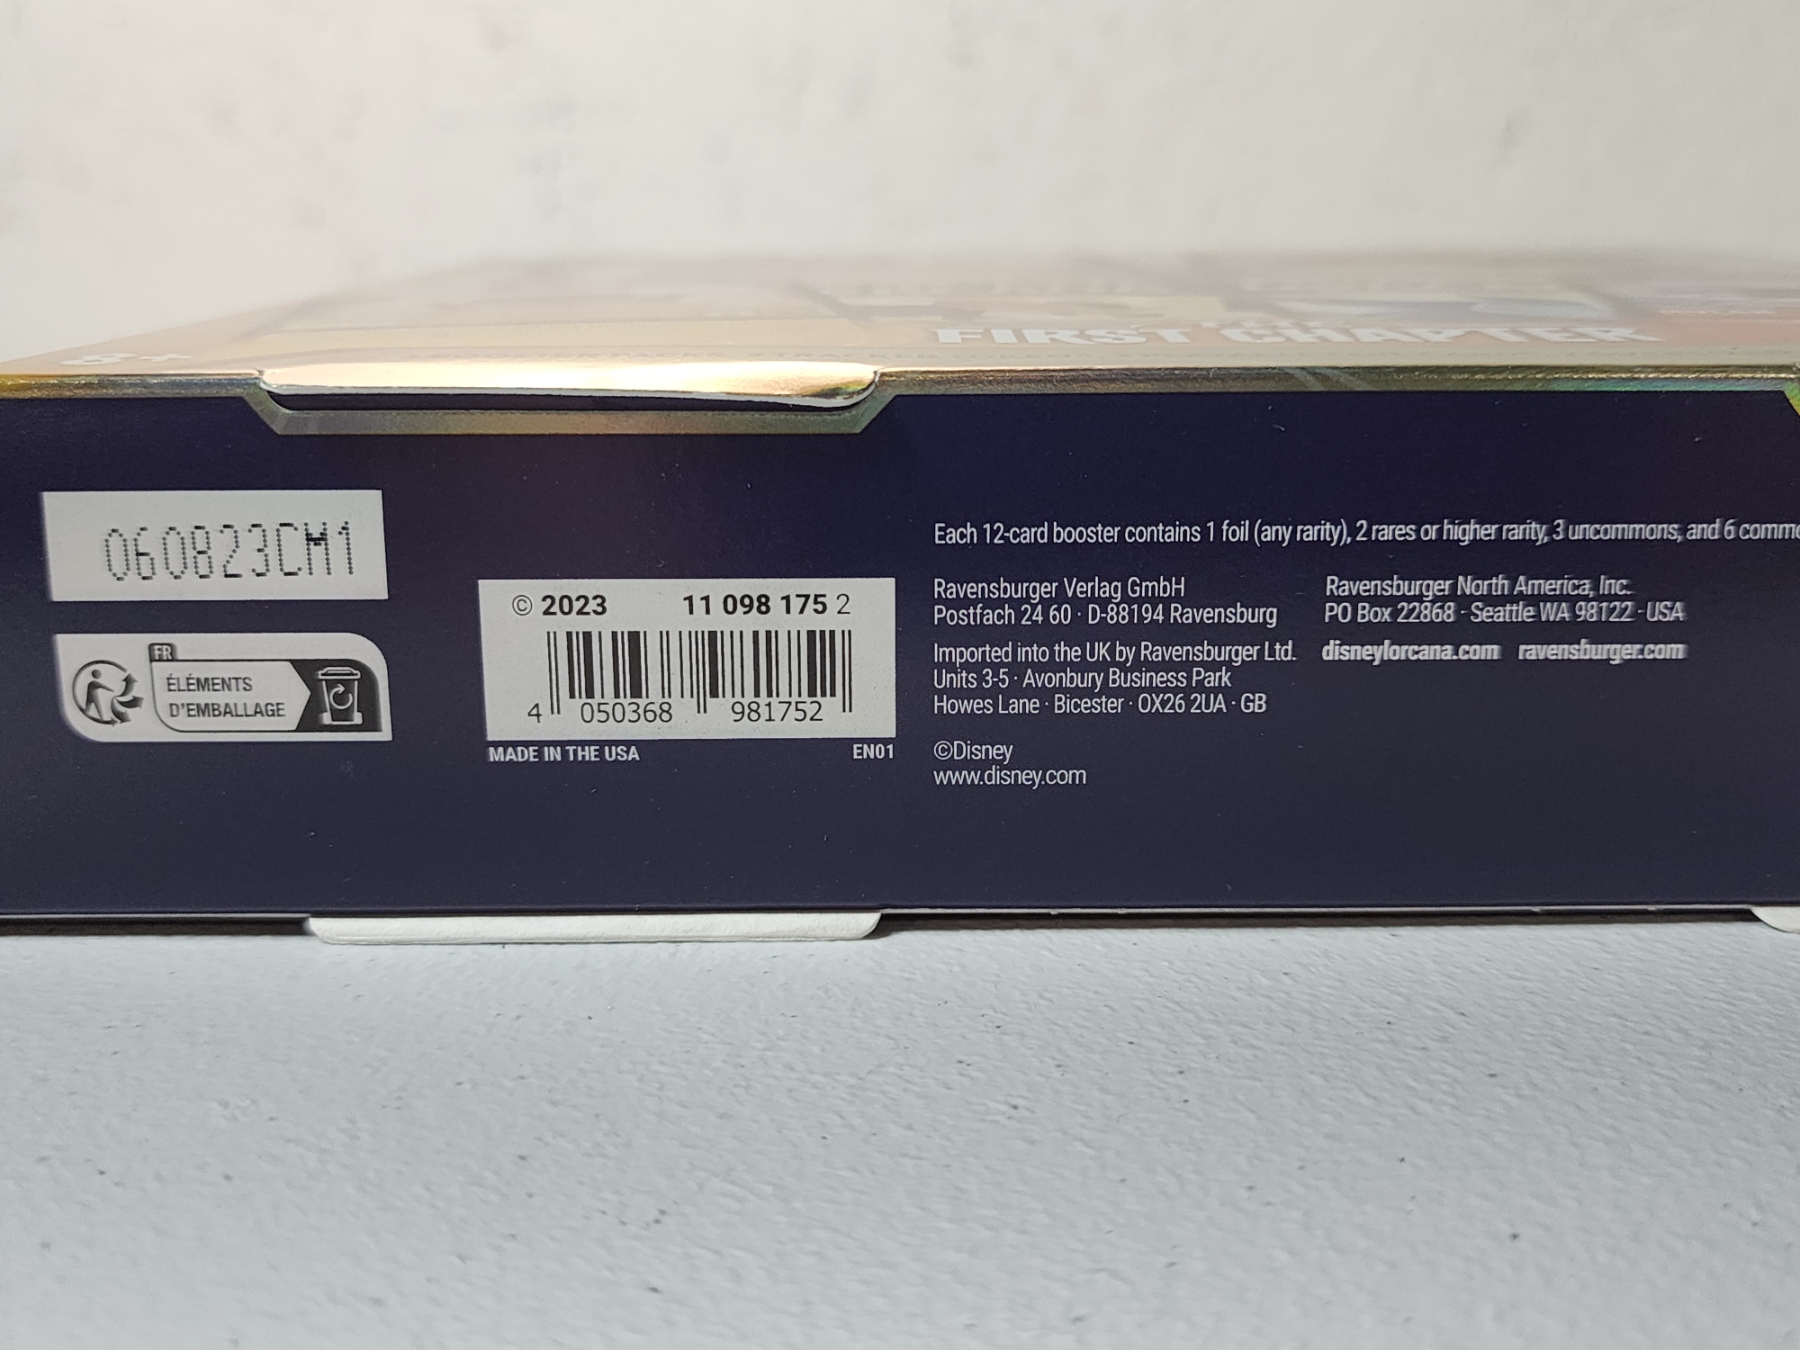 8+
FIRST CHAPTER
060823CM1
FR
ÉLÉMENTS
D'EMBALLAGE
© 2023 11 098 175 2
4 050368 981752
MADE IN THE USA EN01
Each 12-card booster contains 1 foil (any rarity), 2 rares or higher rarity, 3 uncommons, and 6 commo
Ravensburger Verlag GmbH
Postfach 24 60 · D-88194 Ravensburg
Imported into the UK by Ravensburger Ltd.
Units 3-5 · Avonbury Business Park
Howes Lane · Bicester · OX26 2UA · GB
©Disney
www.disney.com
Ravensburger North America, Inc.
PO Box 22868 · Seattle WA 98122 · USA
disneylorcana.com ravensburger.com